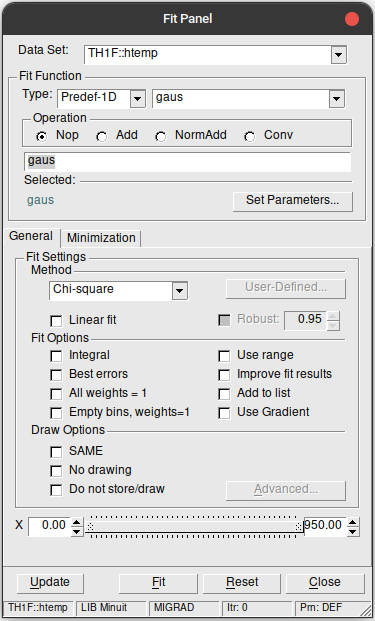 Fit Panel
Data Set: TH1F::htemp
Fit Function
Type: Predef-1D gaus
Operation
Nop Add NormAdd Conv
gaus
Selected:
gaus Set Parameters...
General Minimization
Fit Settings
Method
Chi-square User-Defined...
Linear fit Robust: 0.95
Fit Options
Integral Use range
Best errors Improve fit results
All weights = 1 Add to list
Empty bins, weights=1 Use Gradient
Draw Options
SAME
No drawing
Do not store/draw Advanced...
X 0.00 950.00
Update Fit Reset Close
TH1F::htemp LIB Minuit MIGRAD Itr: 0 Prn: DEF